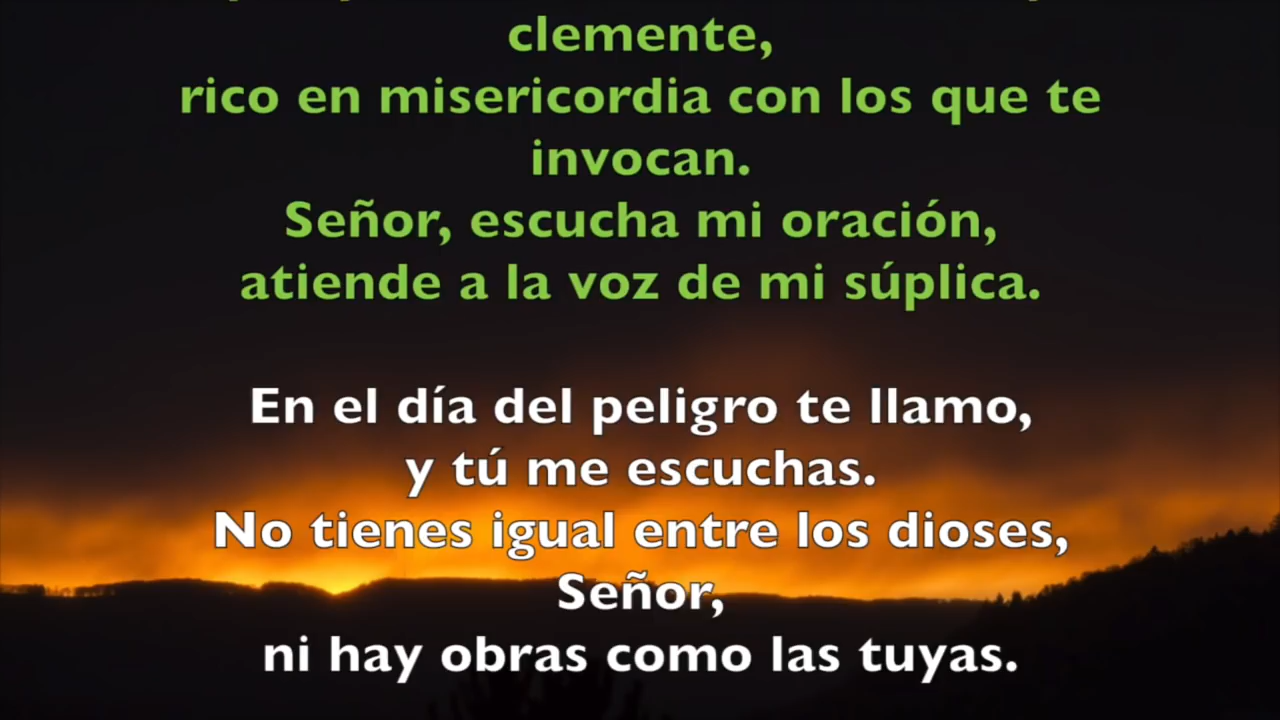 clemente,
rico en misericordia con los que te
invocan.
Señor, escucha mi oración,
atiende a la voz de mi súplica.
En el día del peligro te llamo,
y tú me escuchas.
No tienes igual entre los dioses,
Señor,
ni hay obras como las tuyas.